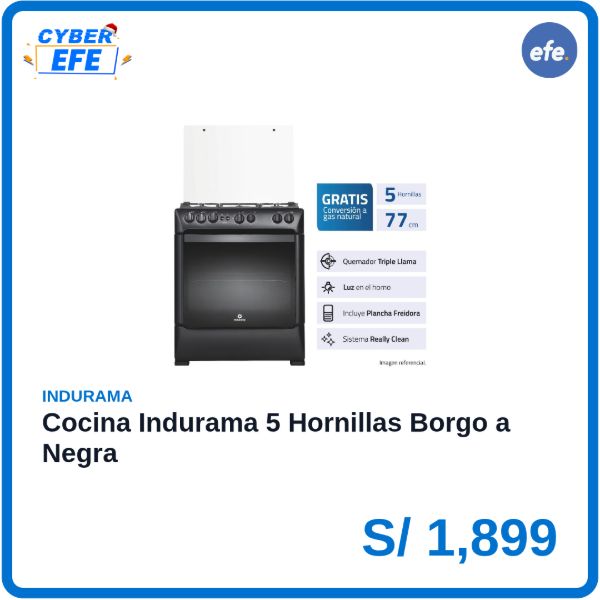 CYBER
EFE
efe.
GRATIS
Conversión a
gas natural
5 Hornillas
77 cm
Quemador Triple Llama
Luz en el horno
Incluye Plancha Freidora
Sistema Really Clean
Imagen referencial.
INDURAMA
Cocina Indurama 5 Hornillas Borgo a
Negra
S/ 1,899